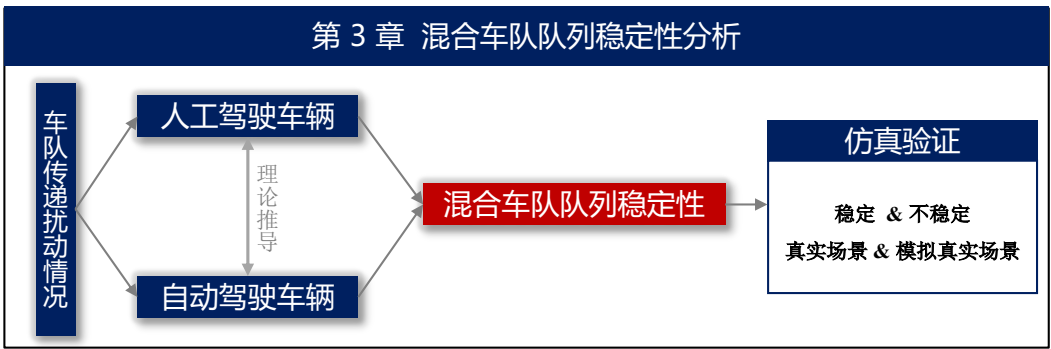 第 3 章 混合车队队列稳定性分析
车队传递扰动情况
人工驾驶车辆
理论推导
自动驾驶车辆
混合车队队列稳定性
仿真验证
稳定 & 不稳定
真实场景 & 模拟真实场景